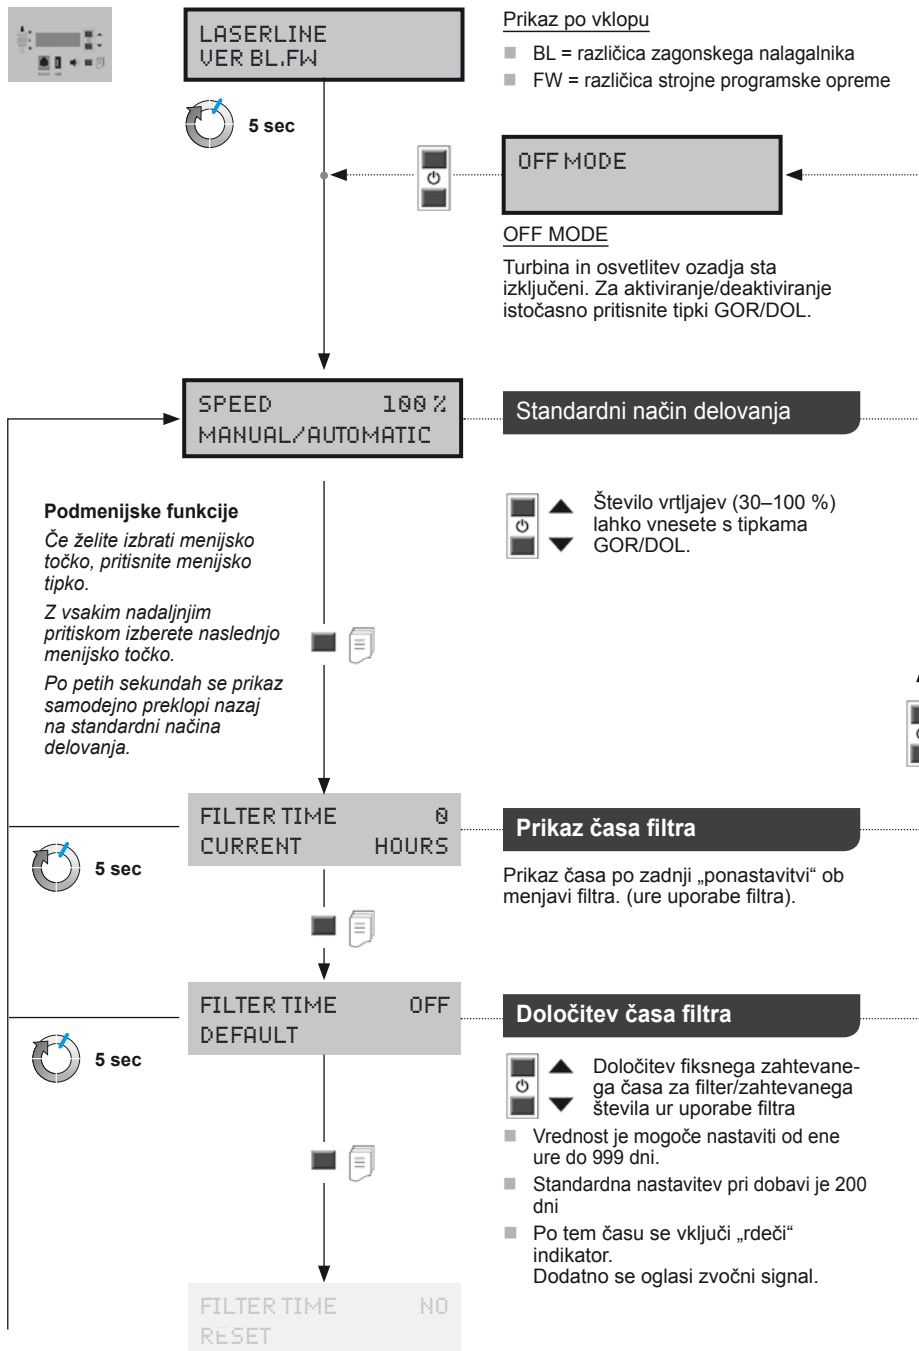 LASERLINE
VER BL.FW
Prikaz po vklopu
BL = različica zagonskega nalagalnika
FW = različica strojne programske opreme
5 sec
OFF MODE
OFF MODE
Turbina in osvetlitev ozadja sta
izključeni. Za aktiviranje/deaktiviranje
istočasno pritisnite tipki GOR/DOL.
SPEED 100 %
MANUAL/AUTOMATIC
Standardni način delovanja
Število vrtljajev (30–100 %)
lahko vnesete s tipkama
GOR/DOL.
Podmenijske funkcije
Če želite izbrati menijsko
točko, pritisnite menijsko
tipko.
Z vsakim nadaljnjim
pritiskom izberete naslednjo
menijsko točko.
Po petih sekundah se prikaz
samodejno preklopi nazaj
na standardni načina
delovanja.
FILTER TIME 0
CURRENT HOURS
5 sec
Prikaz časa filtra
Prikaz časa po zadnji „ponastavitvi“ ob
menjavi filtra. (ure uporabe filtra).
FILTER TIME OFF
DEFAULT
5 sec
Določitev časa filtra
Določitev fiksnega zahtevane-
ga časa za filter/zahtevanega
števila ur uporabe filtra
Vrednost je mogoče nastaviti od ene
ure do 999 dni.
Standardna nastavitev pri dobavi je 200
dni
Po tem času se vključi „rdeči“
indikator.
Dodatno se oglasi zvočni signal.
FILTER TIME NO
RESET